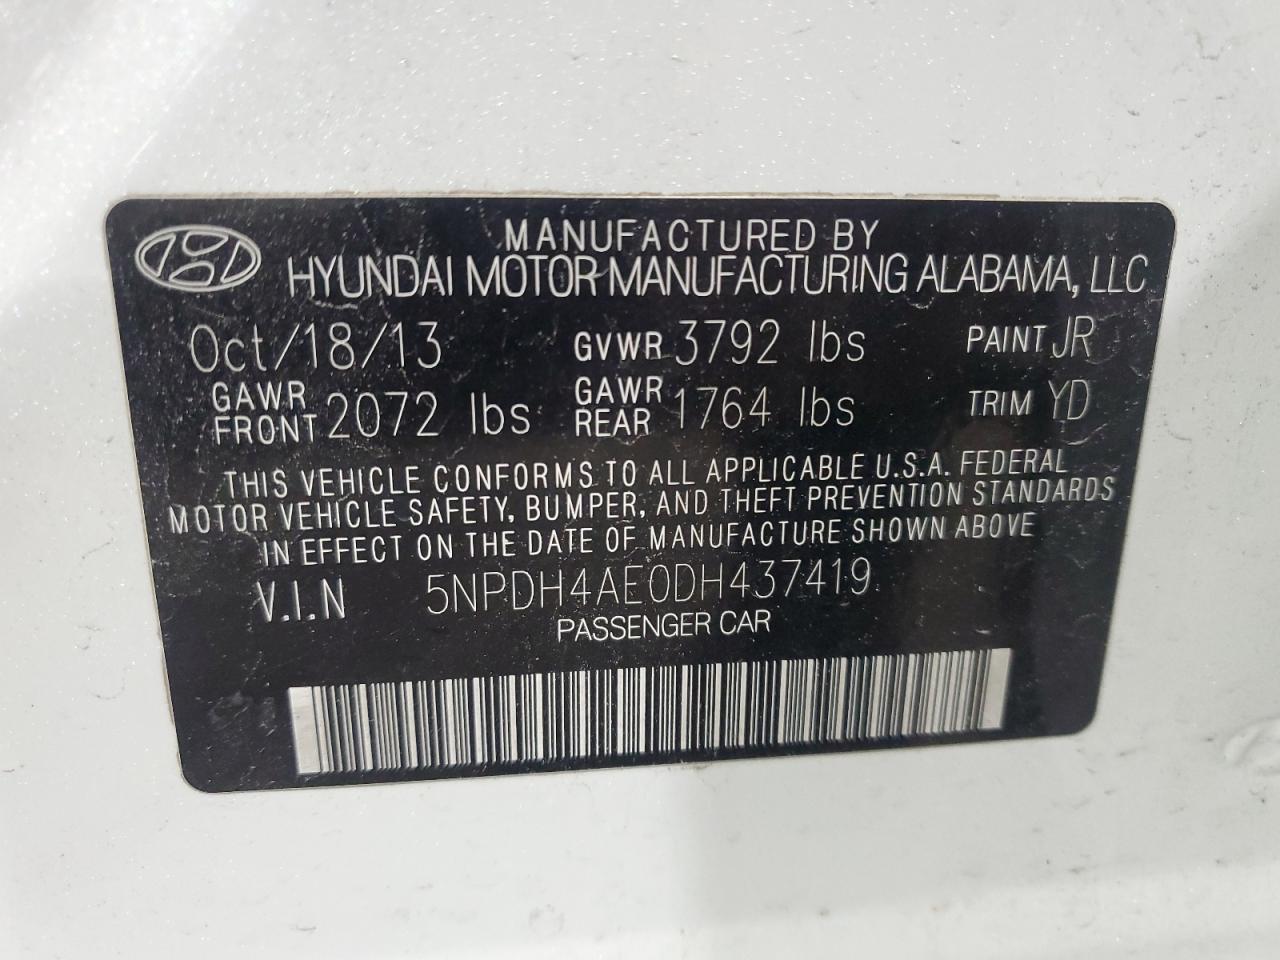 MANUFACTURED BY
HYUNDAI MOTOR MANUFACTURING ALABAMA, LLC
Oct/18/13 GVWR 3792 lbs PAINT JR
GAWR FRONT 2072 lbs GAWR REAR 1764 lbs TRIM YD
THIS VEHICLE CONFORMS TO ALL APPLICABLE U.S.A. FEDERAL
MOTOR VEHICLE SAFETY, BUMPER, AND THEFT PREVENTION STANDARDS
IN EFFECT ON THE DATE OF MANUFACTURE SHOWN ABOVE
V.I.N 5NPDH4AE0DH437419
PASSENGER CAR